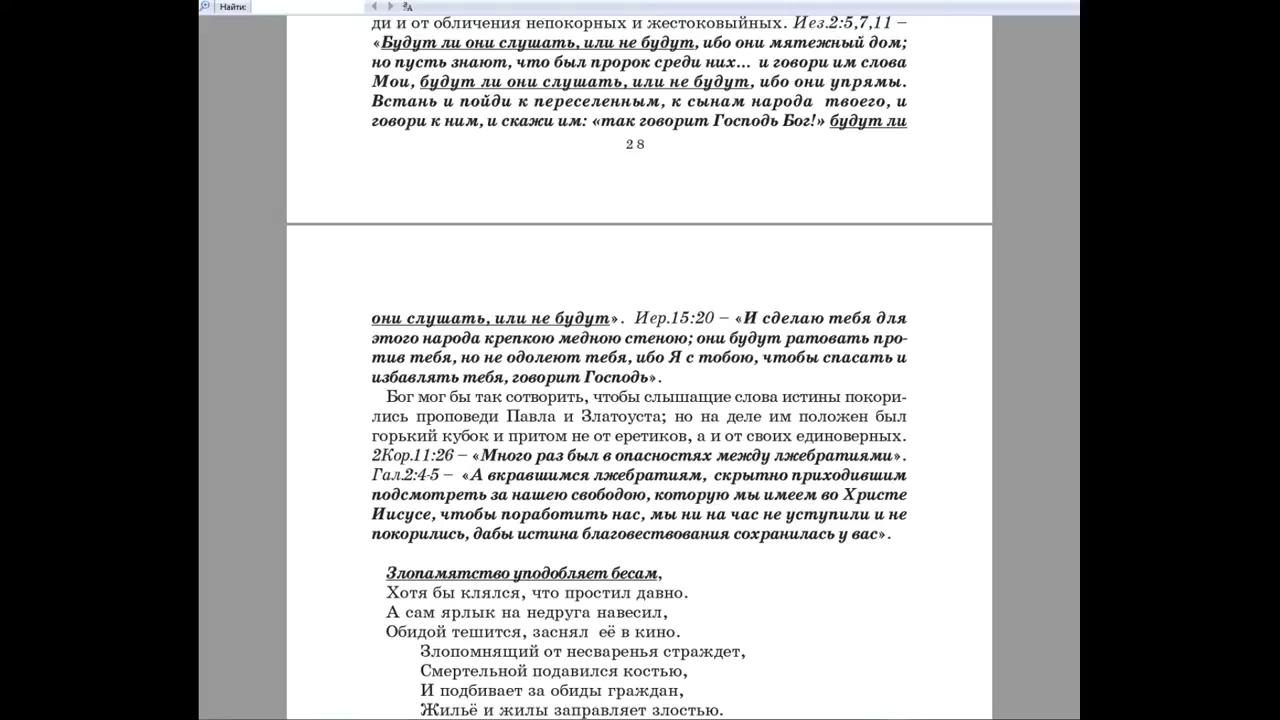 Найти:
ди и от обличения непокорных и жестоковыйных. Иез.2:5,7,11 –
«Будут ли они слушать, или не будут, ибо они мятежный дом;
но пусть знают, что был пророк среди них... и говори им слова
Мои, будут ли они слушать, или не будут, ибо они упрямы.
Встань и пойди к переселенным, к сынам народа твоего, и
говори к ним, и скажи им: «так говорит Господь Бог!» будут ли
28
они слушать, или не будут». Иер.15:20 – «И сделаю тебя для
этого народа крепкою медною стеною; они будут ратовать про-
тив тебя, но не одолеют тебя, ибо Я с тобою, чтобы спасать и
избавлять тебя, говорит Господь».
Бог мог бы так сотворить, чтобы слышащие слова истины покори-
лись проповеди Павла и Златоуста; но на деле им положен был
горький кубок и притом не от еретиков, а и от своих единоверных.
2Кор.11:26 – «Много раз был в опасностях между лжебратиями».
Гал.2:4-5 – «А вкравшимся лжебратиям, скрытно приходившим
подсмотреть за нашею свободою, которую мы имеем во Христе
Иисусе, чтобы поработить нас, мы ни на час не уступили и не
покорились, дабы истина благовествования сохранилась у вас».
Злопамятство уподобляет бесам,
Хотя бы клялся, что простил давно.
А сам ярлык на недруга навесил,
Обидой тешится, заснял её в кино.
Злопомнящий от несваренья страждет,
Смертельной подавился костью,
И подбивает за обиды граждан,
Жильё и жилы заправляет злостью.